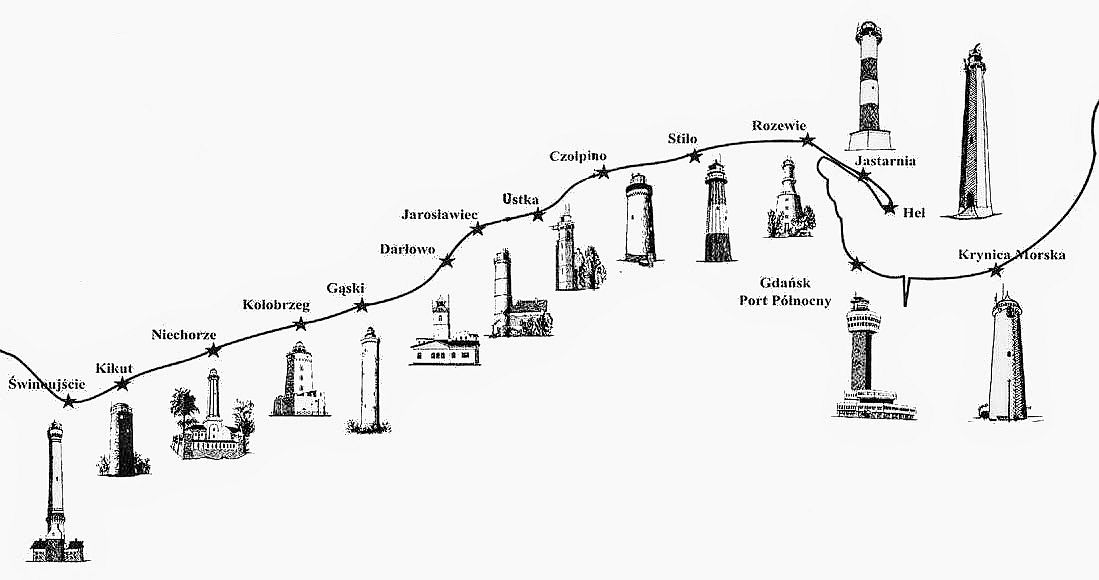 Rozewie
Stilo
Czołpino
Jastarnia
Ustka
Hel
Jarosławiec
Darłowo
Krynica Morska
Gdańsk
Port Północny
Gąski
Kołobrzeg
Niechorze
Kikut
Świnoujście